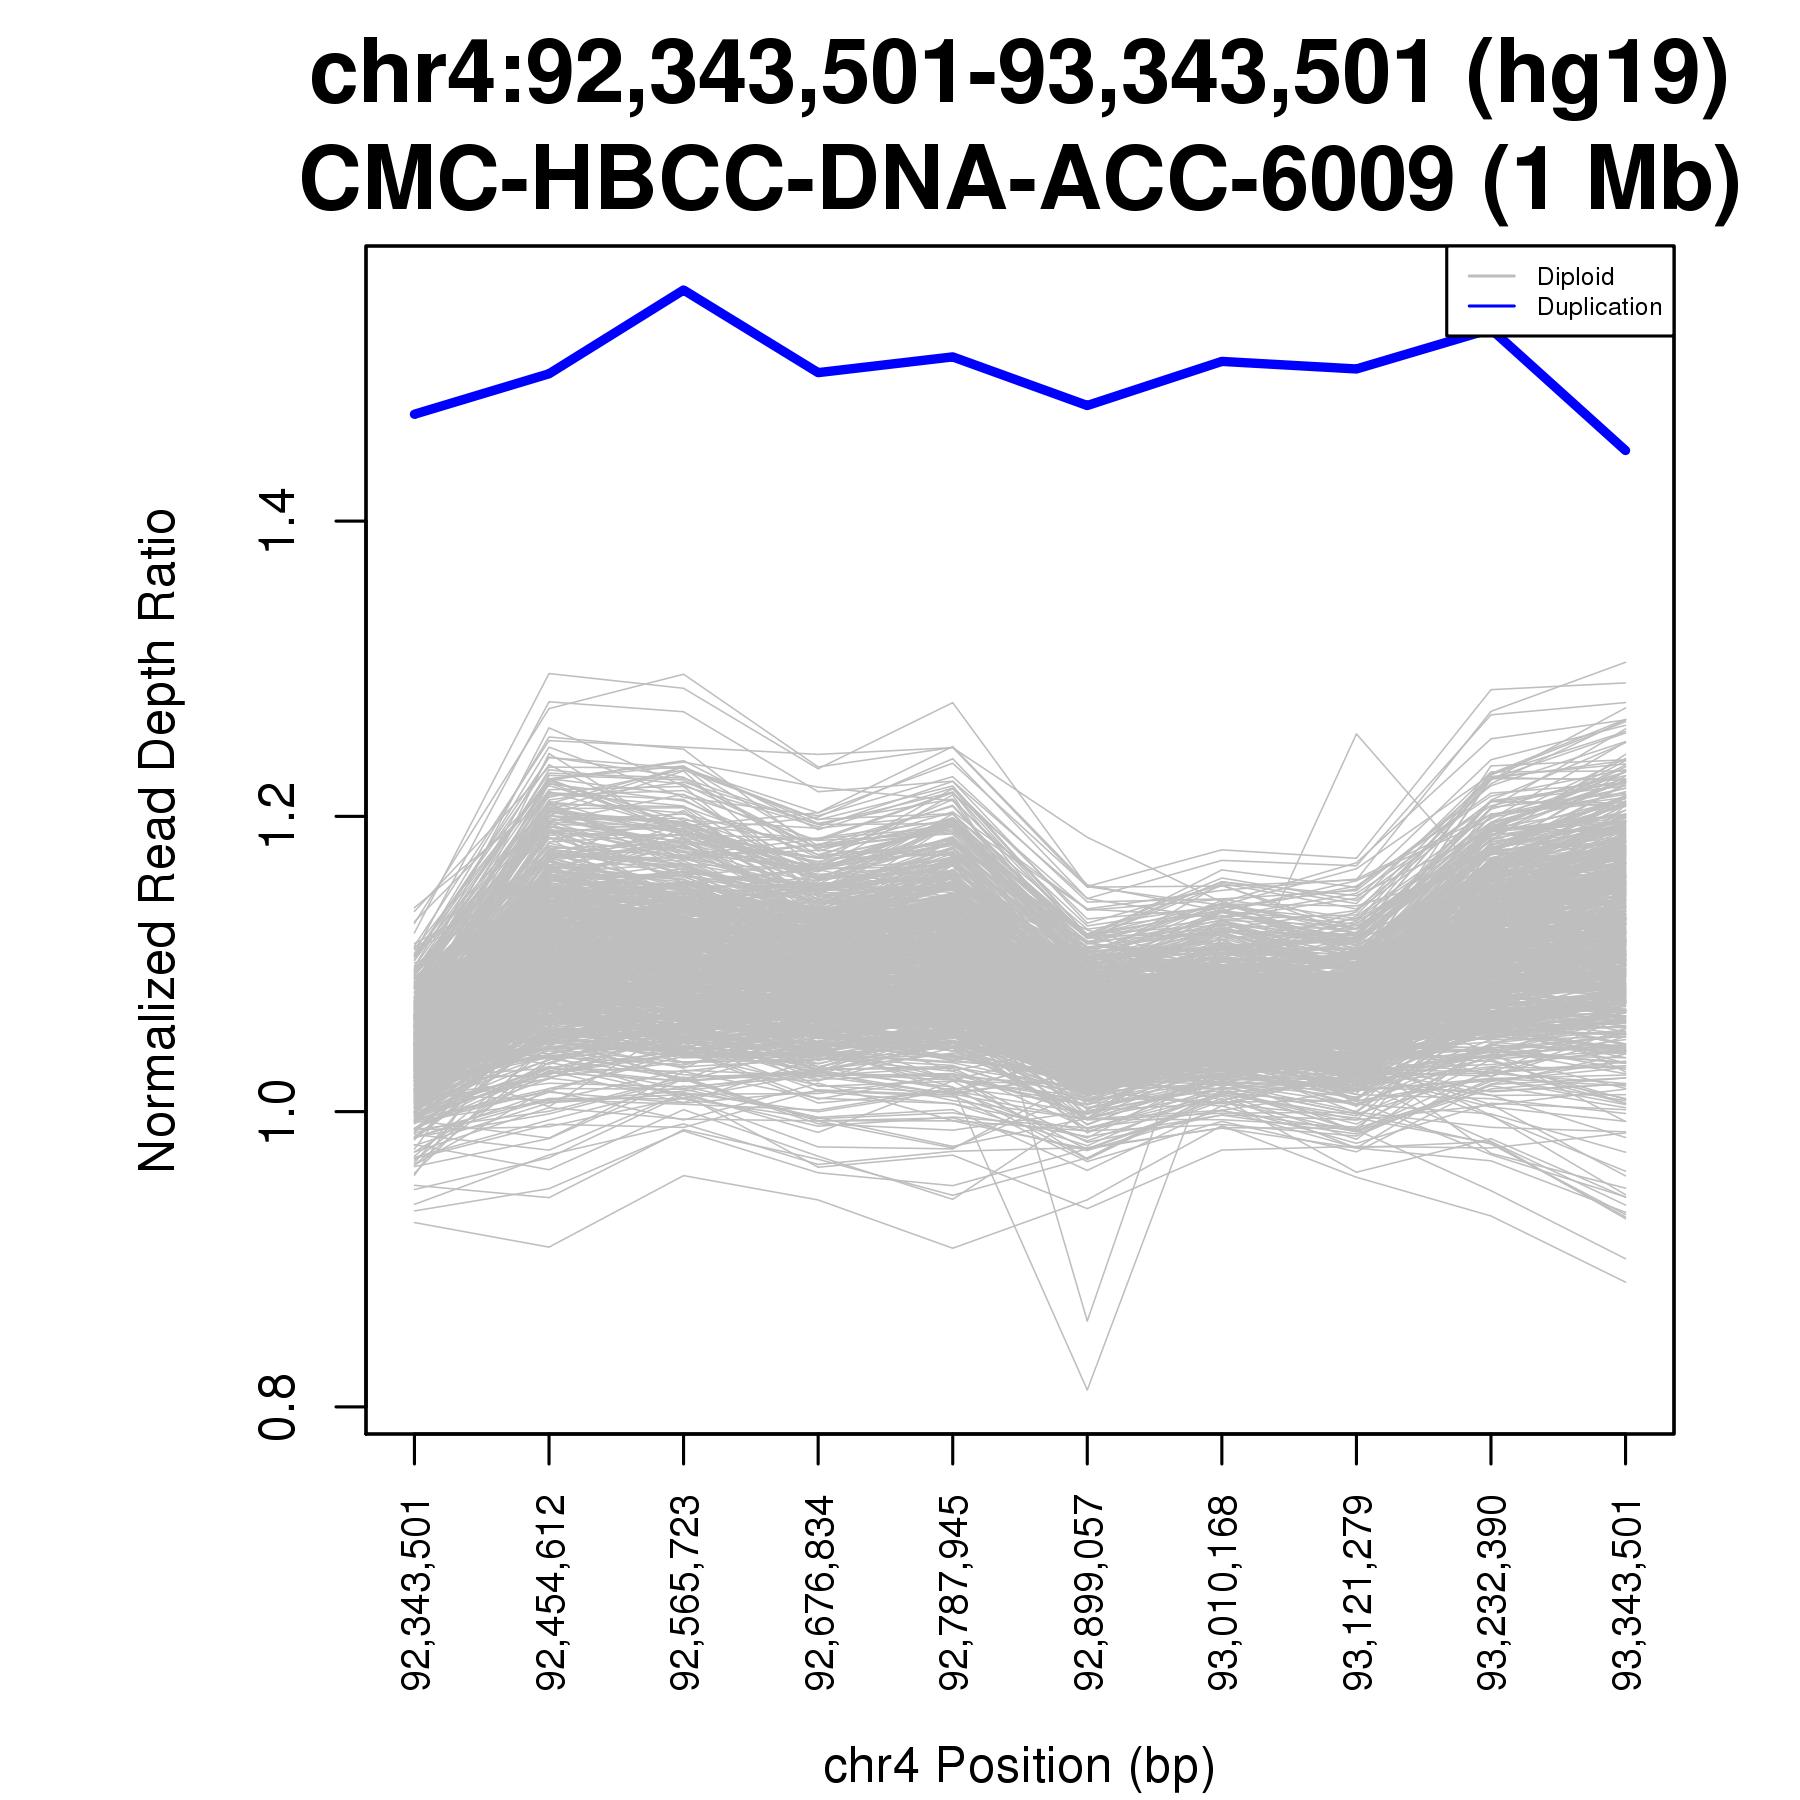 chr4:92,343,501-93,343,501 (hg19)
CMC-HBCC-DNA-ACC-6009 (1 Mb)
Diploid
Duplication
Normalized Read Depth Ratio
1.4
1.2
1.0
0.8
92,343,501
92,454,612
92,565,723
92,676,834
92,787,945
92,899,057
93,010,168
93,121,279
93,232,390
93,343,501
chr4 Position (bp)